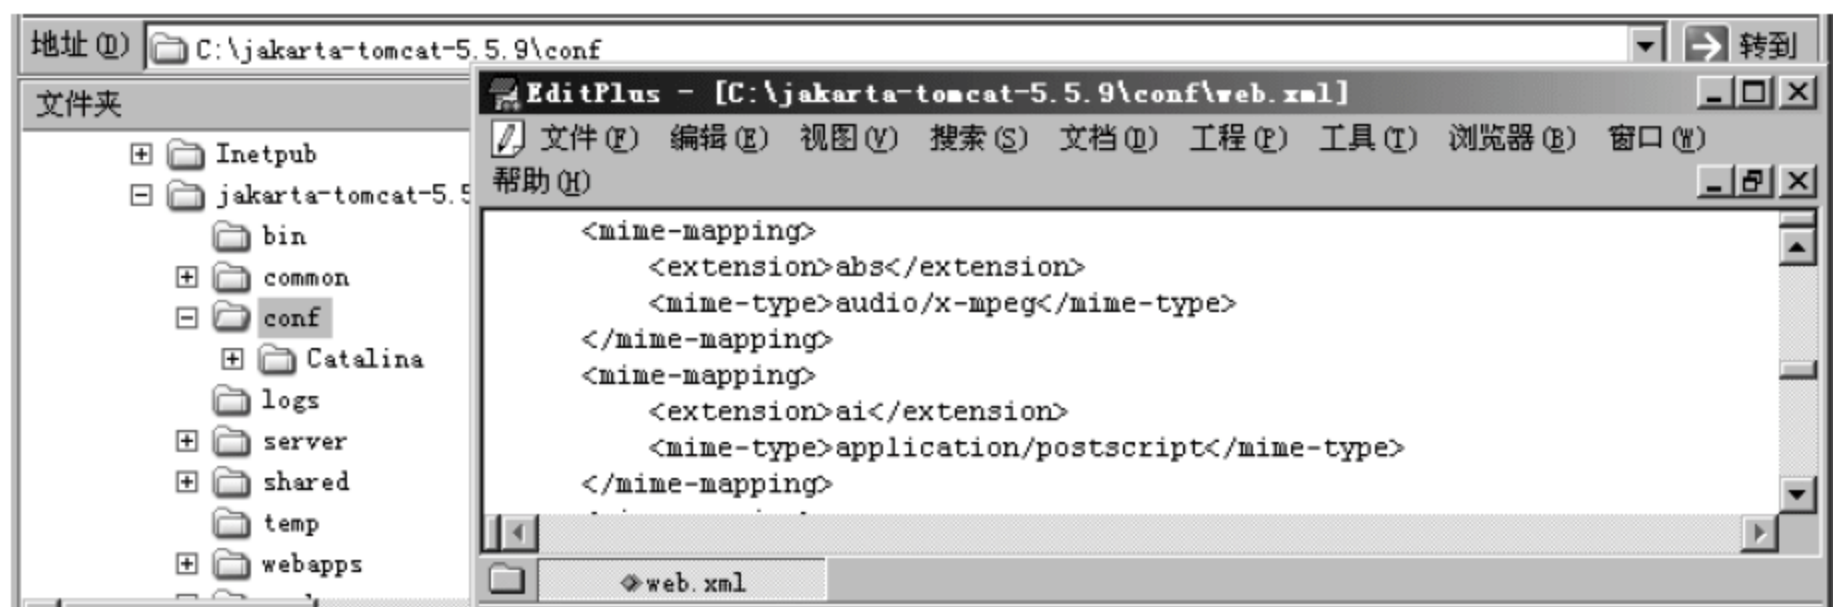 地址(D) C:\jakarta-tomcat-5.5.9\conf 转到
文件夹
Inetpub
jakarta-tomcat-5.5
bin
common
conf
Catalina
logs
server
shared
temp
webapps
EditPlus - [C:\jakarta-tomcat-5.5.9\conf\web.xml]
文件(F) 编辑(E) 视图(V) 搜索(S) 文档(D) 工程(P) 工具(T) 浏览器(B) 窗口(W)
帮助(H)
<mime-mapping>
<extension>abs</extension>
<mime-type>audio/x-mpeg</mime-type>
</mime-mapping>
<mime-mapping>
<extension>ai</extension>
<mime-type>application/postscript</mime-type>
</mime-mapping>
web.xml